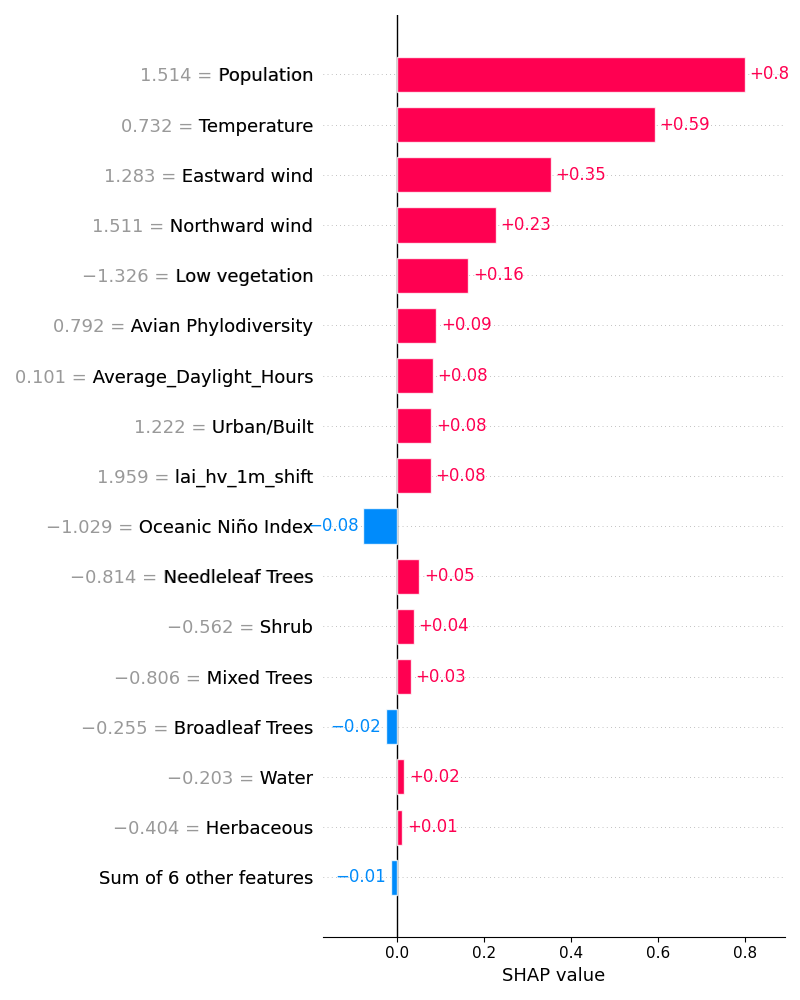 1.514 = Population +0.8
0.732 = Temperature +0.59
1.283 = Eastward wind +0.35
1.511 = Northward wind +0.23
−1.326 = Low vegetation +0.16
0.792 = Avian Phylodiversity +0.09
0.101 = Average_Daylight_Hours +0.08
1.222 = Urban/Built +0.08
1.959 = lai_hv_1m_shift +0.08
−1.029 = Oceanic Niño Index −0.08
−0.814 = Needleleaf Trees +0.05
−0.562 = Shrub +0.04
−0.806 = Mixed Trees +0.03
−0.255 = Broadleaf Trees −0.02
−0.203 = Water +0.02
−0.404 = Herbaceous +0.01
Sum of 6 other features −0.01
0.0 0.2 0.4 0.6 0.8
SHAP value